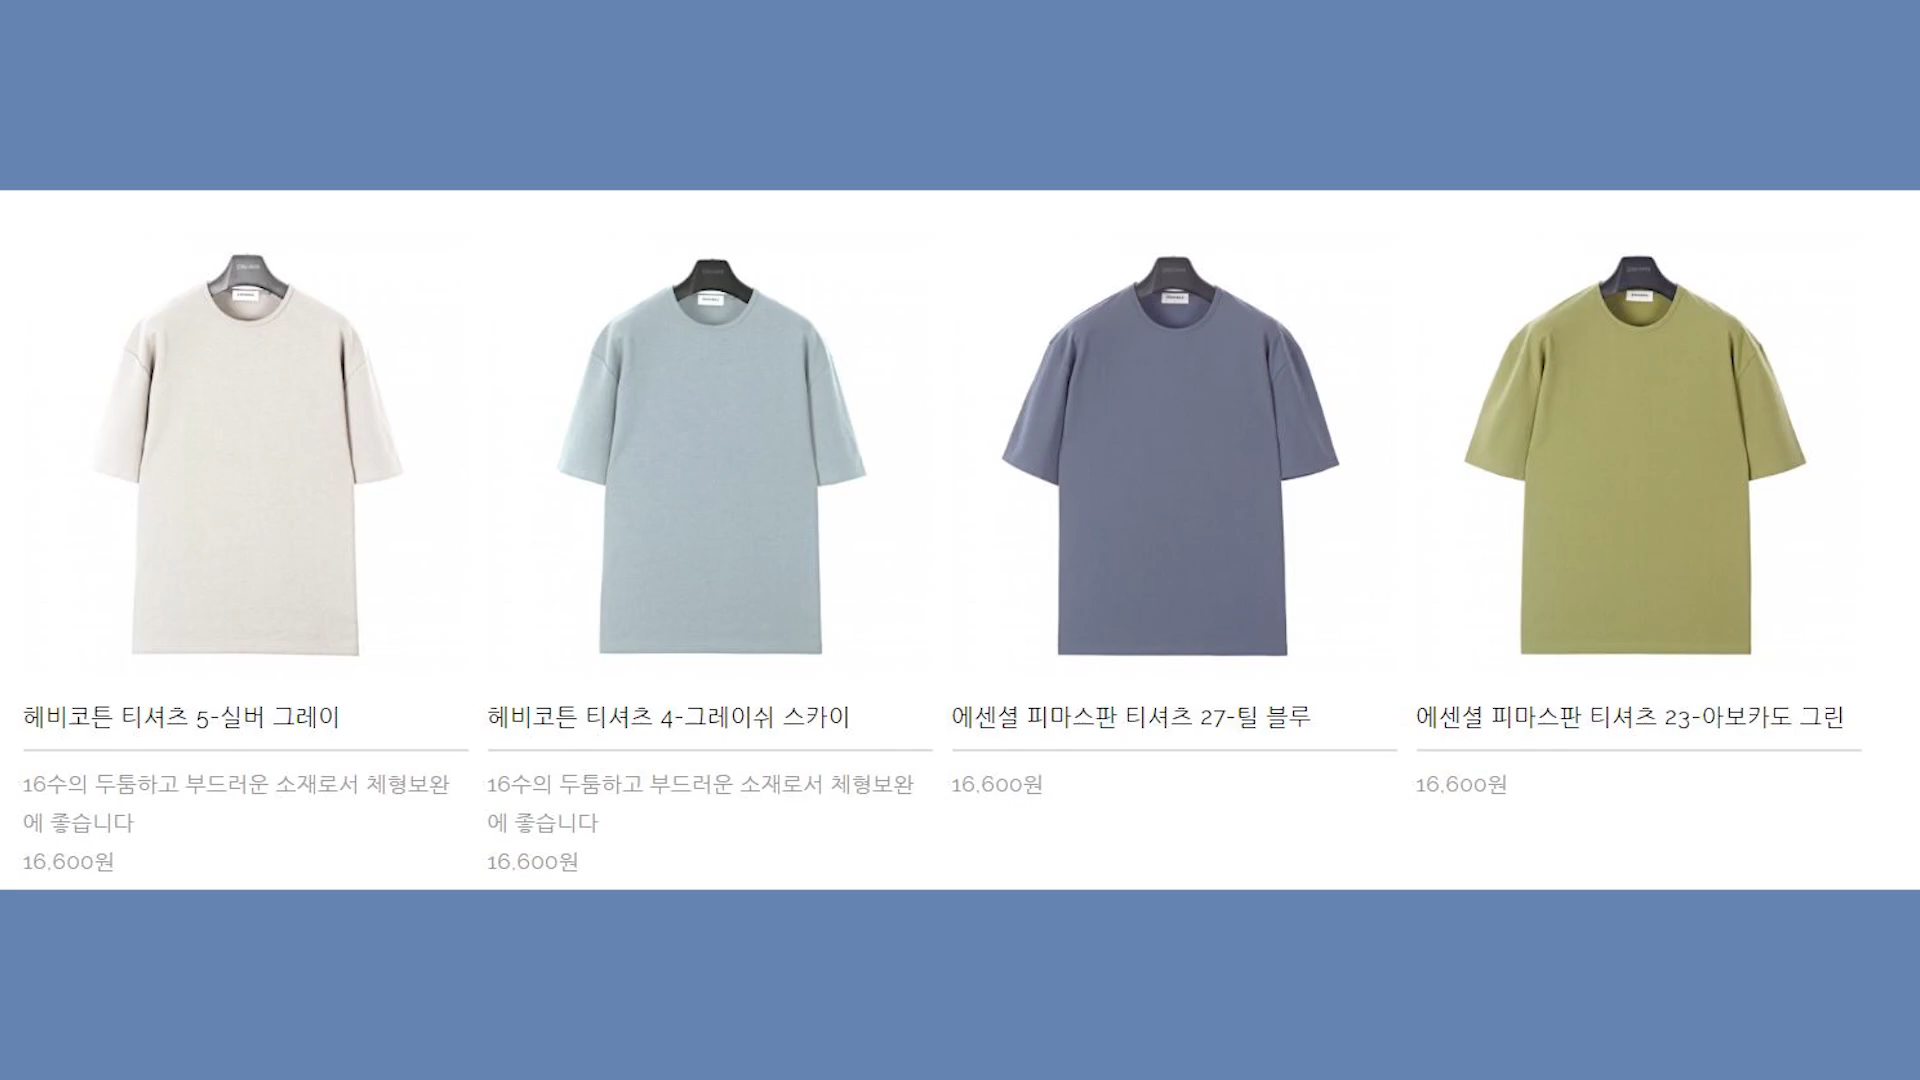 헤비코튼 티셔츠 5-실버 그레이
16수의 두툼하고 부드러운 소재로서 체형보완
에 좋습니다
16,600원
헤비코튼 티셔츠 4-그레이쉬 스카이
16수의 두툼하고 부드러운 소재로서 체형보완
에 좋습니다
16,600원
에센셜 피마스판 티셔츠 27-틸 블루
16,600원
에센셜 피마스판 티셔츠 23-아보카도 그린
16,600원